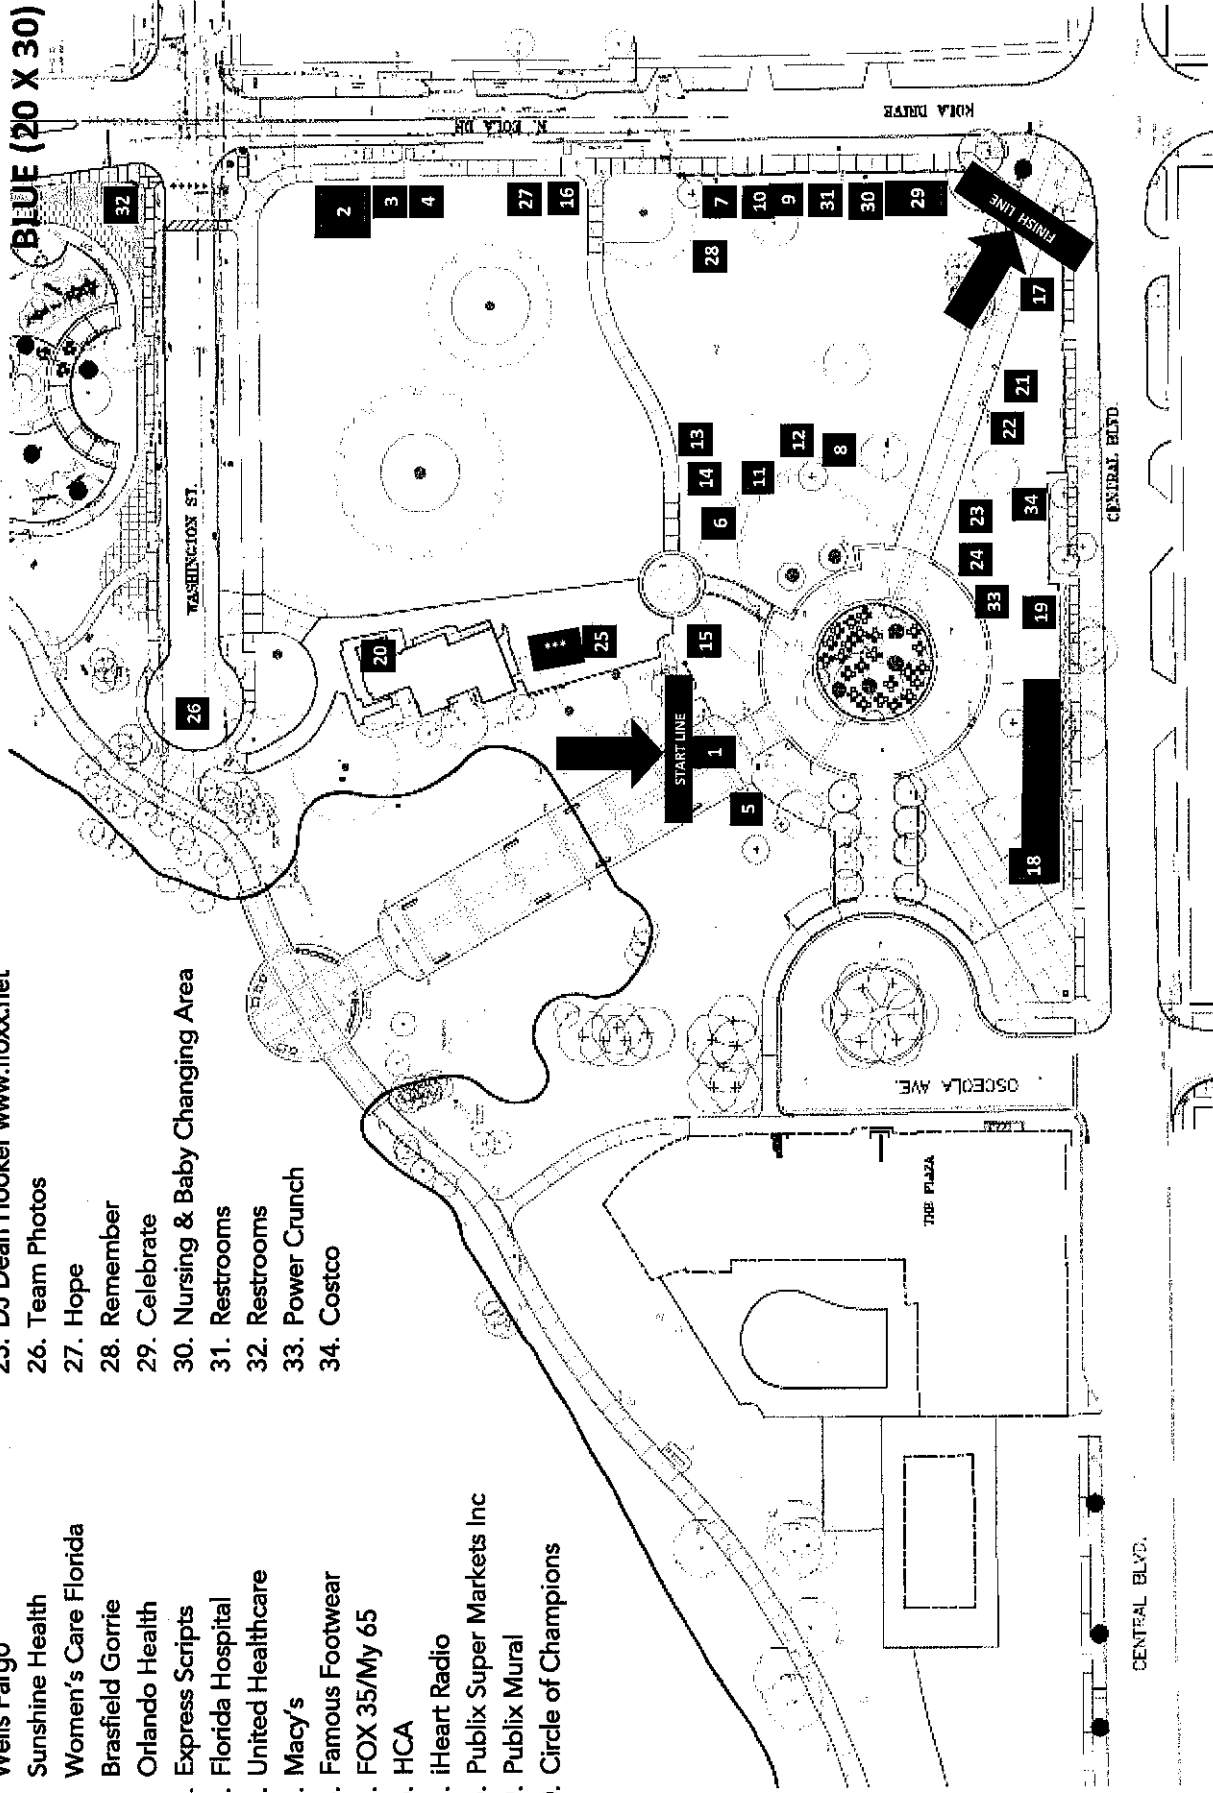 BLUE (20 X 30)
Wells Fargo
Sunshine Health
Women's Care Florida
Brasfield Gorrie
Orlando Health
. Express Scripts
. Florida Hospital
. United Healthcare
. Macy's
. Famous Footwear
. FOX 35/My 65
. HCA
. iHeart Radio
. Publix Super Markets Inc
. Publix Mural
. Circle of Champions
25. DJ Dean Hooker
26. Team Photos
27. Hope
28. Remember
29. Celebrate
30. Nursing & Baby Changing Area
31. Restrooms
32. Restrooms
33. Power Crunch
34. Costco
WASHINGTON ST.
N. EOLA DR
EOLA DRIVE
CENTRAL BLVD.
OSCEOLA AVE.
THE PLAZA
CENTRAL BLVD.
START LINE
FINISH LINE
32
2
3
4
27
16
7
10
9
31
30
29
28
17
21
22
13
14
12
8
11
6
23
34
24
33
19
20
***
25
15
26
1
5
18